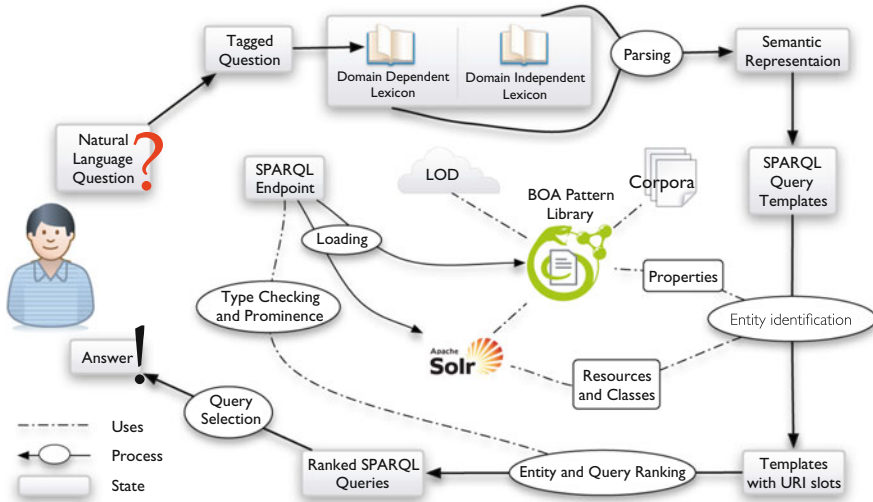 Tagged
Question
Domain Dependent
Lexicon
Domain Independent
Lexicon
Parsing
Semantic
Representaion
Natural
Language
Question
?
SPARQL
Endpoint
LOD
Corpora
BOA Pattern
Library
SPARQL
Query
Templates
Loading
Properties
Type Checking
and Prominence
Entity identification
Apache
Solr
Resources
and Classes
Answer
!
Query
Selection
Uses
Process
State
Ranked SPARQL
Queries
Entity and Query Ranking
Templates
with URI slots